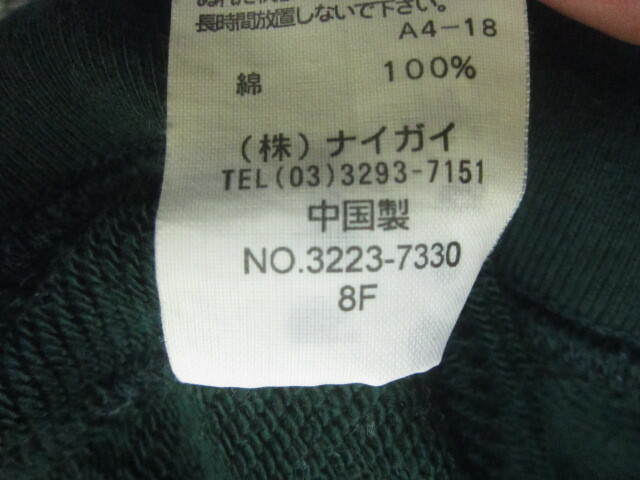 長時間放置しないで下さい。
A4-18
綿 100%
(株)ナイガイ
TEL(03)3293-7151
中国製
NO.3223-7330
8F